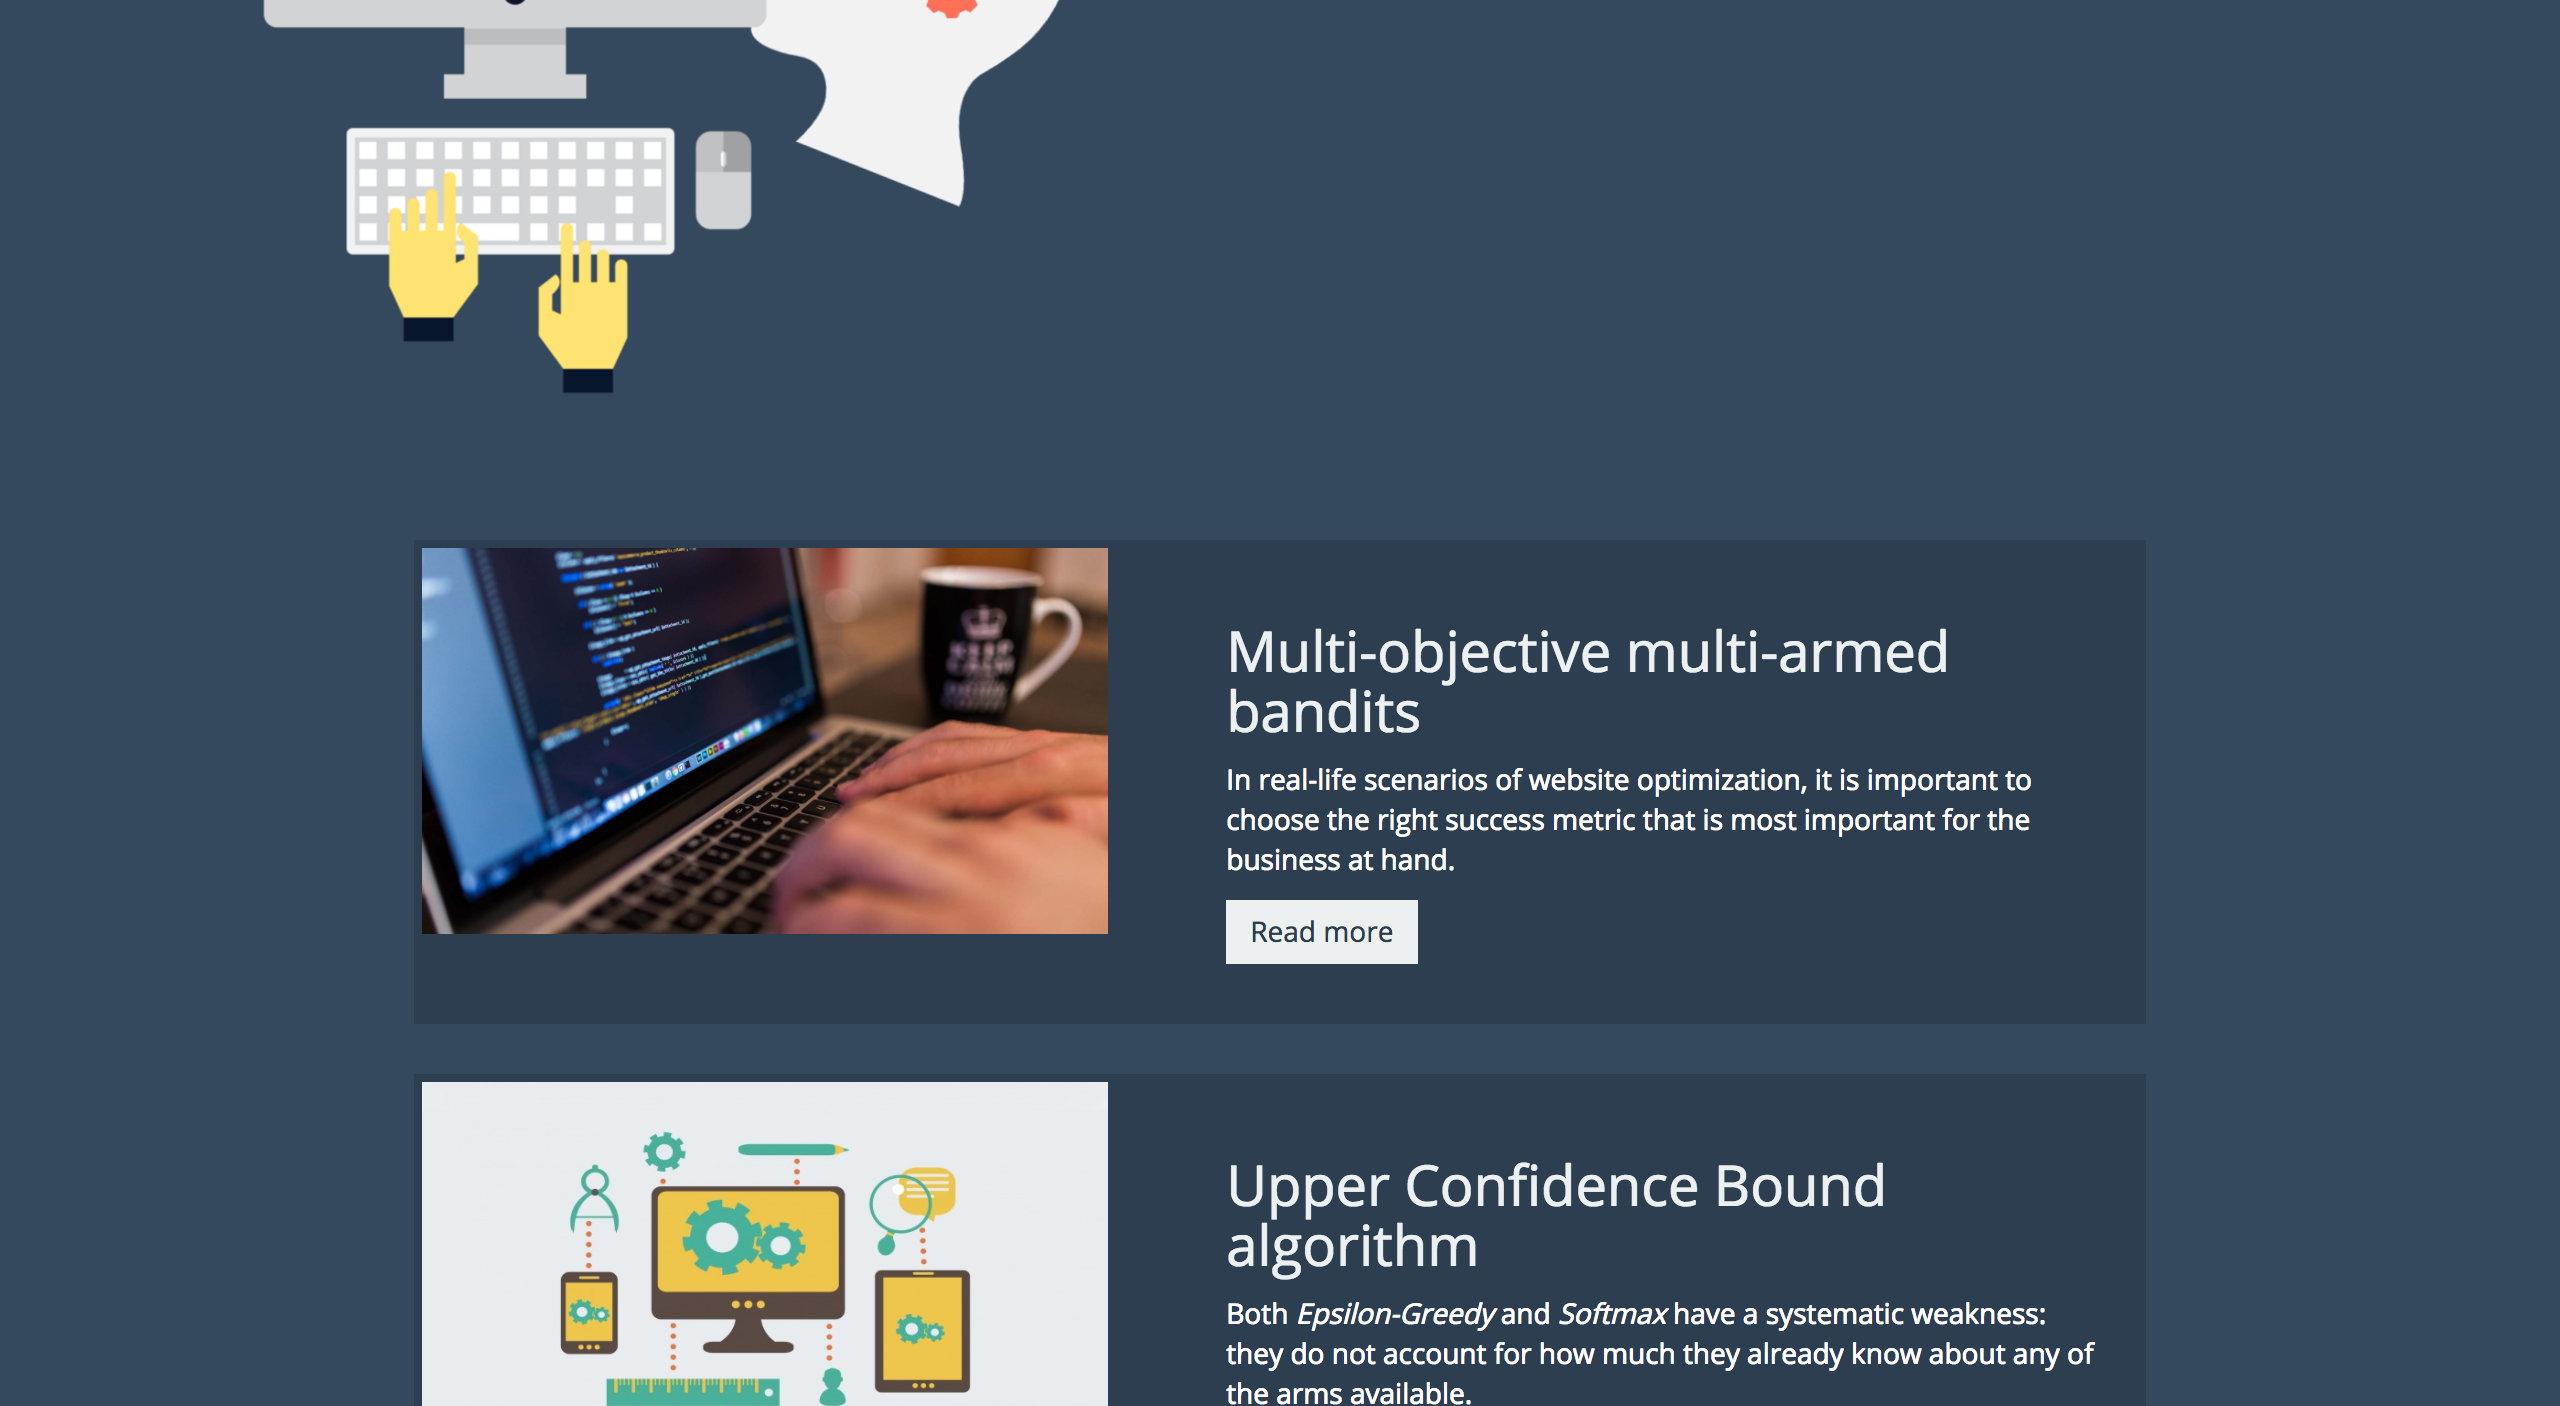 KEEP
CALM
Multi-objective multi-armed
bandits
In real-life scenarios of website optimization, it is important to
choose the right success metric that is most important for the
business at hand.
Read more
Upper Confidence Bound
algorithm
Both Epsilon-Greedy and Softmax have a systematic weakness:
they do not account for how much they already know about any of
the arms available.